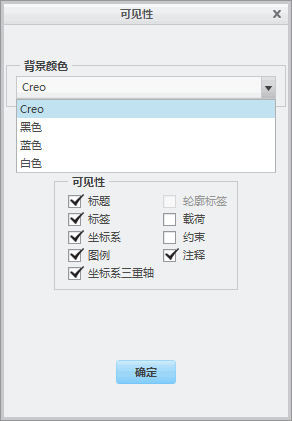 可见性
背景颜色
Creo
Creo
黑色
蓝色
白色
可见性
标题 轮廓标签
标签 载荷
坐标系 约束
图例 注释
坐标系三重轴
确定